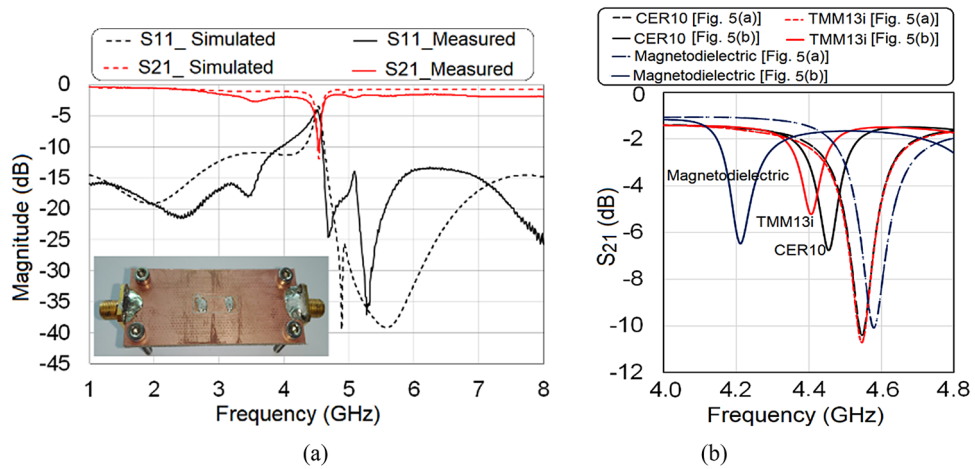 S11_ Simulated
S11_Measured
S21_ Simulated
S21_Measured
0
-5
-10
-15
-20
-25
-30
-35
-40
-45
Magnitude (dB)
1
2
3
4
5
6
7
8
Frequency (GHz)
(a)
CER10 [Fig. 5(a)]
TMM13i [Fig. 5(a)]
CER10 [Fig. 5(b)]
TMM13i [Fig. 5(b)]
Magnetodielectric [Fig. 5(a)]
Magnetodielectric [Fig. 5(b)]
0
-2
-4
-6
-8
-10
-12
S21 (dB)
Magnetodielectric
TMM13i
CER10
4.0
4.2
4.4
4.6
4.8
Frequency (GHz)
(b)